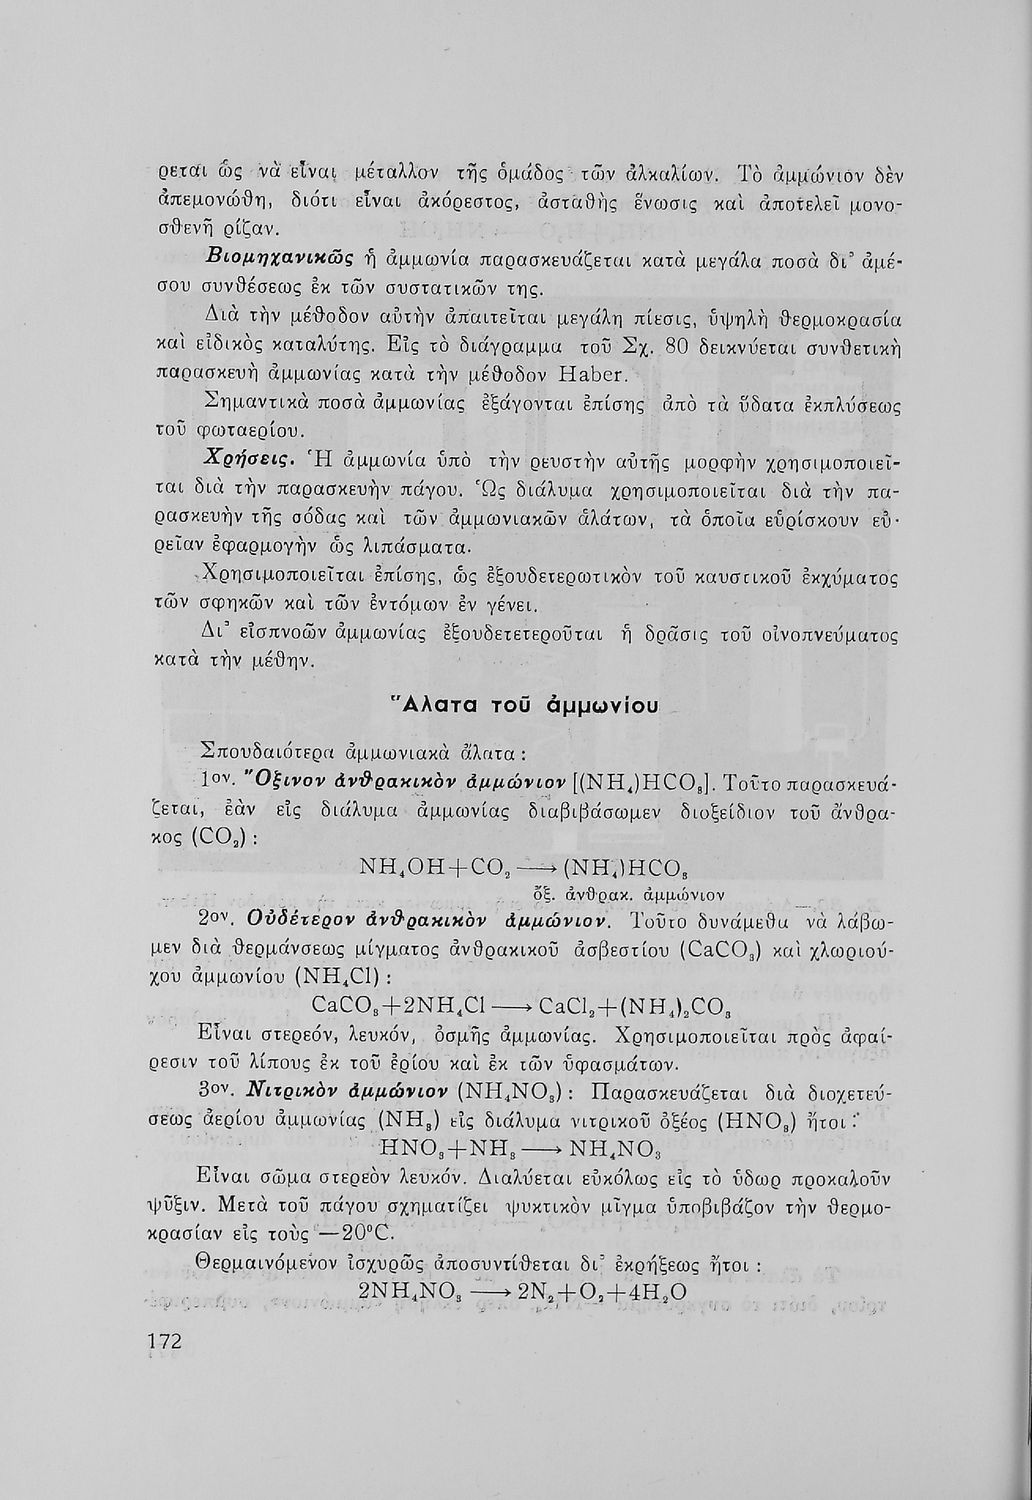 ρεται ὡς νὰ εἶναι μέταλλον τῆς ὁμάδος τῶν ἀλκαλίων. Τὸ ἀμμώνιον δὲν
ἀπεμονώθη, διότι εἶναι ἀκόρεστος, ἀσταθὴς ἕνωσις καὶ ἀποτελεῖ μονο-
σθενῆ ρίζαν.
Βιομηχανικῶς ἡ ἀμμωνία παρασκευάζεται κατὰ μεγάλα ποσὰ δι' ἀμέ-
σου συνθέσεως ἐκ τῶν συστατικῶν της.
Διὰ τὴν μέθοδον αὐτὴν ἀπαιτεῖται μεγάλη πίεσις, ὑψηλὴ θερμοκρασία
καὶ εἰδικὸς καταλύτης. Εἰς τὸ διάγραμμα τοῦ Σχ. 80 δεικνύεται συνθετικὴ
παρασκευὴ ἀμμωνίας κατὰ τὴν μέθοδον Haber.
Σημαντικὰ ποσὰ ἀμμωνίας ἐξάγονται ἐπίσης ἀπὸ τὰ ὕδατα ἐκπλύσεως
τοῦ φωταερίου.
Χρήσεις. Ἡ ἀμμωνία ὑπὸ τὴν ρευστὴν αὐτῆς μορφὴν χρησιμοποιεῖ-
ται διὰ τὴν παρασκευὴν πάγου. Ὡς διάλυμα χρησιμοποιεῖται διὰ τὴν πα-
ρασκευὴν τῆς σόδας καὶ τῶν ἀμμωνιακῶν ἁλάτων, τὰ ὁποῖα εὑρίσκουν εὐ-
ρεῖαν ἐφαρμογὴν ὡς λιπάσματα.
Χρησιμοποιεῖται ἐπίσης, ὡς ἐξουδετερωτικὸν τοῦ καυστικοῦ ἐκχύματος
τῶν σφηκῶν καὶ τῶν ἐντόμων ἐν γένει.
Δι' εἰσπνοῶν ἀμμωνίας ἐξουδετετεροῦται ἡ δρᾶσις τοῦ οἰνοπνεύματος
κατὰ τὴν μέθην.
Ἅλατα τοῦ ἀμμωνίου
Σπουδαιότερα ἀμμωνιακὰ ἅλατα :
1ον. Ὄξινον ἀνθρακικὸν ἀμμώνιον [(NH₄)HCO₃]. Τοῦτο παρασκευά-
ζεται, ἐὰν εἰς διάλυμα ἀμμωνίας διαβιβάσωμεν διοξείδιον τοῦ ἄνθρα-
κος (CO₂) :
NH₄OH+CO₂ ⟶ (NH₄)HCO₃
ὄξ. ἀνθρακ. ἀμμώνιον
2ον. Οὐδέτερον ἀνθρακικὸν ἀμμώνιον. Τοῦτο δυνάμεθα νὰ λάβω-
μεν διὰ θερμάνσεως μίγματος ἀνθρακικοῦ ἀσβεστίου (CaCO₃) καὶ χλωριού-
χου ἀμμωνίου (NH₄Cl) :
CaCO₃+2NH₄Cl ⟶ CaCl₂+(NH₄)₂CO₃
Εἶναι στερεόν, λευκόν, ὀσμῆς ἀμμωνίας. Χρησιμοποιεῖται πρὸς ἀφαί-
ρεσιν τοῦ λίπους ἐκ τοῦ ἐρίου καὶ ἐκ τῶν ὑφασμάτων.
3ον. Νιτρικὸν ἀμμώνιον (NH₄NO₃) : Παρασκευάζεται διὰ διοχετεύ-
σεως ἀερίου ἀμμωνίας (NH₃) εἰς διάλυμα νιτρικοῦ ὀξέος (HNO₃) ἤτοι :
HNO₃+NH₃ ⟶ NH₄NO₃
Εἶναι σῶμα στερεὸν λευκόν. Διαλύεται εὐκόλως εἰς τὸ ὕδωρ προκαλοῦν
ψῦξιν. Μετὰ τοῦ πάγου σχηματίζει ψυκτικὸν μῖγμα ὑποβιβάζον τὴν θερμο-
κρασίαν εἰς τοὺς —20°C.
Θερμαινόμενον ἰσχυρῶς ἀποσυντίθεται δι' ἐκρήξεως ἤτοι :
2NH₄NO₃ ⟶ 2N₂+O₂+4H₂O
172